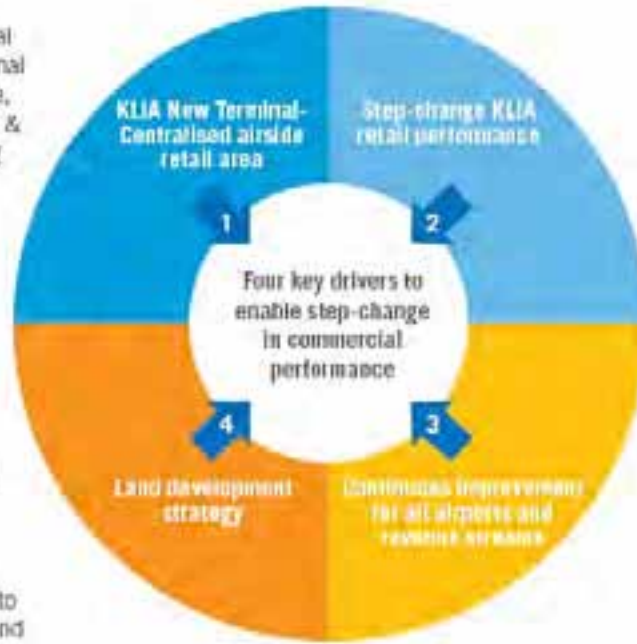 KLIA New Terminal-
Centralised airside
retail area
Step-change KLIA
retail performance
1
2
Four key drivers to
enable step-change
in commercial
performance
4
3
Land development
strategy
Continuous improvement
for all airports and
revenue streams
&
to